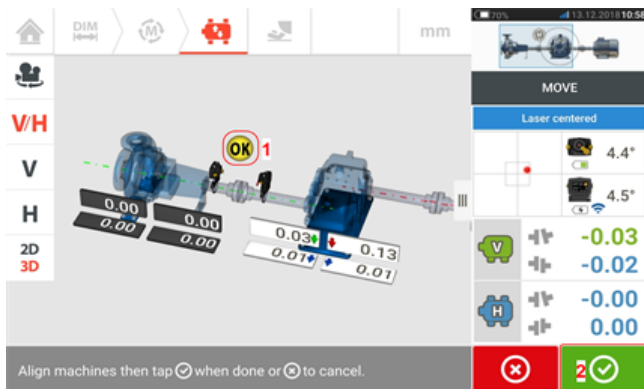 DIM
M
mm
70%
13.12.2018 10:58
M
MOVE
Laser centered
V/H
V
H
2D
3D
OK 1
0.00 0.00
0.00 0.00
0.03 0.13
0.01 0.01
4.4°
4.5°
V -0.03
-0.02
H -0.00
0.00
Align machines then tap when done or to cancel.
2